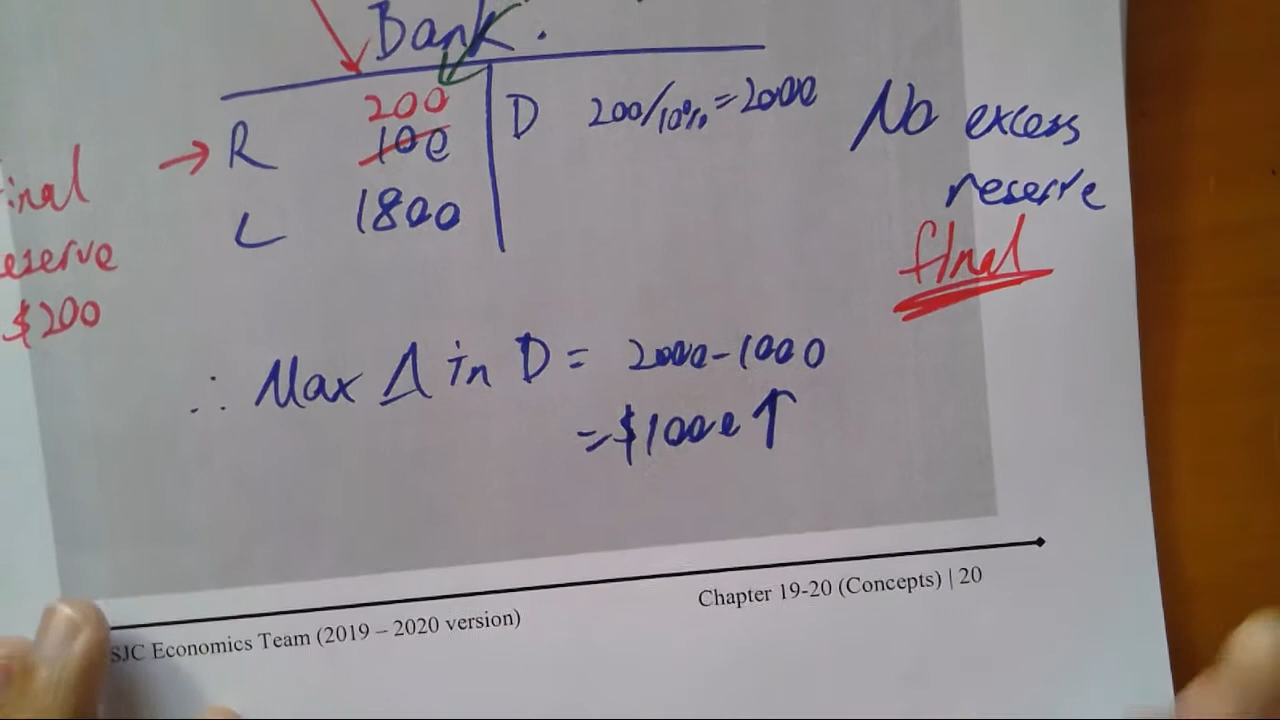 Bank.
200
R 100 D 200/10%=2000
L 1800
No excess
reserve
final
inal
eserve
$200
∴ Max Δ in D = 2000-1000
=$1000↑
SJC Economics Team (2019 – 2020 version)
Chapter 19-20 (Concepts) | 20